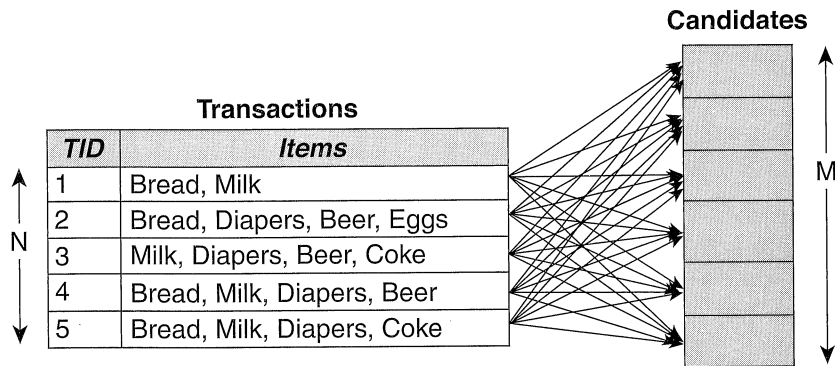 Candidates
Transactions
TID Items
1 Bread, Milk
2 Bread, Diapers, Beer, Eggs
3 Milk, Diapers, Beer, Coke
4 Bread, Milk, Diapers, Beer
5 Bread, Milk, Diapers, Coke
N
M